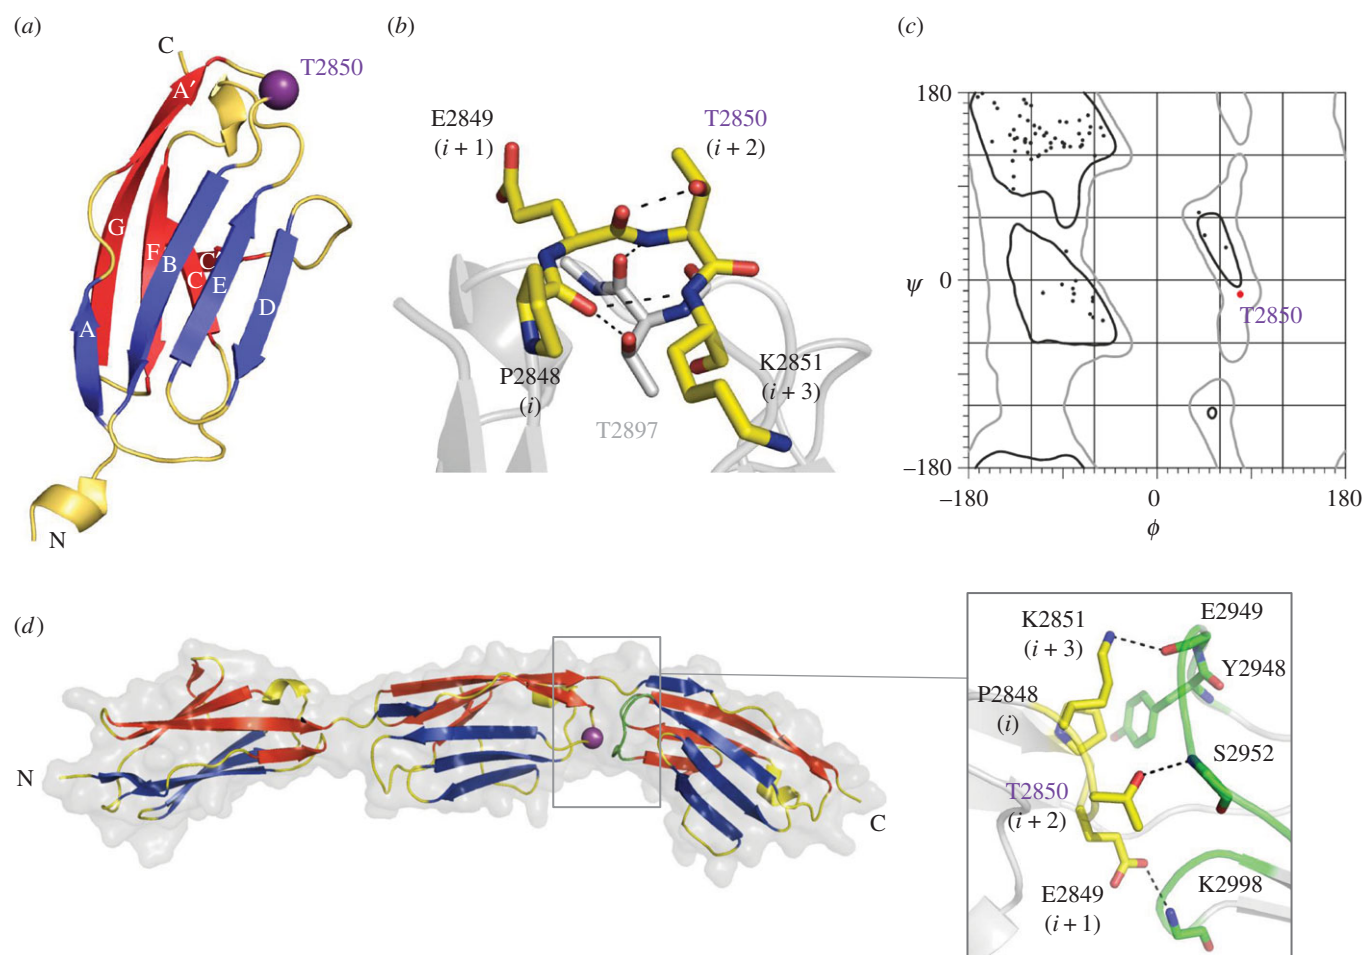 (a)
C
T2850
A′
G
F
B
C′
C
E
D
A
N
(b)
E2849
(i + 1)
T2850
(i + 2)
P2848
(i)
T2897
K2851
(i + 3)
(c)
180
ψ 0
T2850
–180
–180 0 180
ϕ
(d)
N
C
K2851
(i + 3)
E2949
Y2948
P2848
(i)
S2952
T2850
(i + 2)
E2849
(i + 1)
K2998